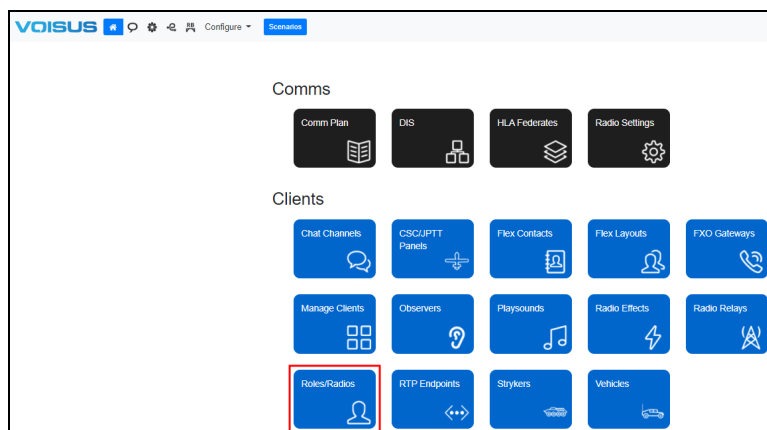 VOISUS RB Configure Scenarios
Comms
Comm Plan DIS HLA Federates Radio Settings
Clients
Chat Channels CSC/JPTT Flex Contacts Flex Layouts FXO Gateways
Panels
Manage Clients Observers Playsounds Radio Effects Radio Relays
Roles/Radios RTP Endpoints Strykers Vehicles